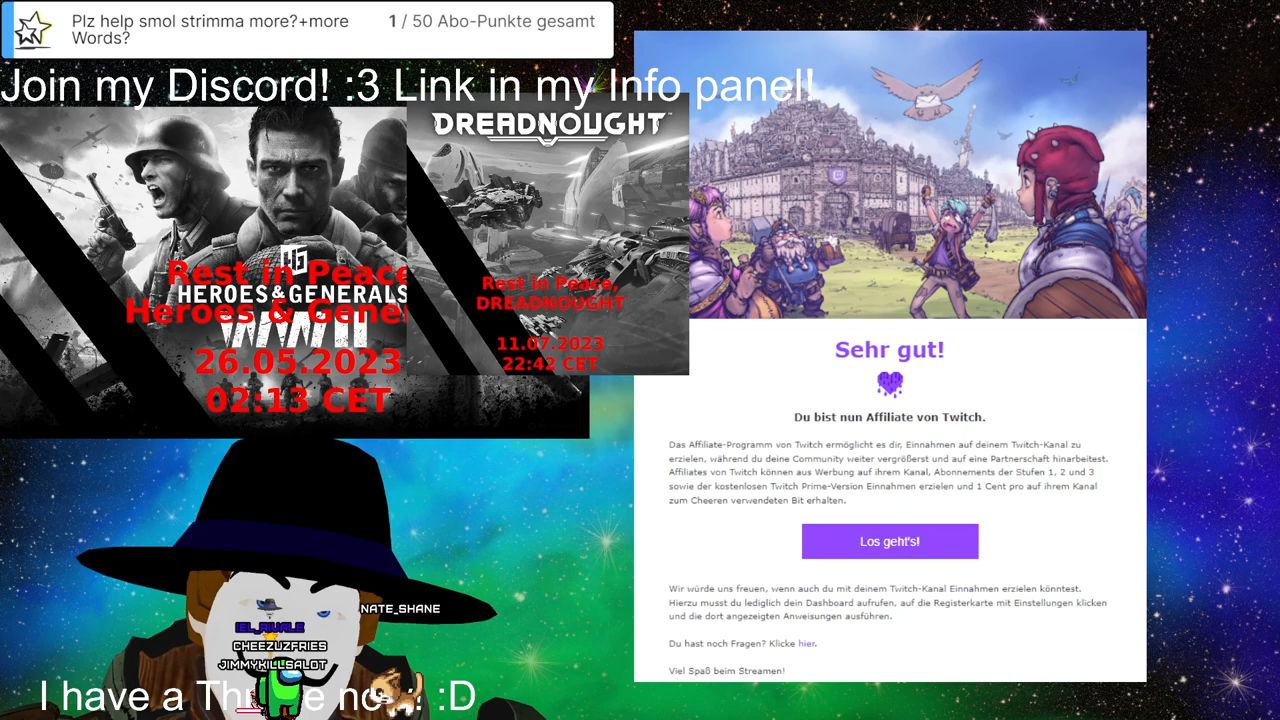 Plz help smol strimma more?+more
Words?
1 / 50 Abo-Punkte gesamt
Join my Discord! :3 Link in my Info panel!
Rest in Peace
HEROES&GENERALS
Heroes & Gene
WWII
26.05.2023
02:13 CET
DREADNOUGHT
Rest in Peace,
DREADNOUGHT
11.07.2023
22:42 CET
Sehr gut!
Du bist nun Affiliate von Twitch.
Das Affiliate-Programm von Twitch ermöglicht es dir, Einnahmen auf deinem Twitch-Kanal zu
erzielen, während du deine Community weiter vergrößerst und auf eine Partnerschaft hinarbeitest.
Affiliates von Twitch können aus Werbung auf ihrem Kanal, Abonnements der Stufen 1, 2 und 3
sowie der kostenlosen Twitch Prime-Version Einnahmen erzielen und 1 Cent pro auf ihrem Kanal
zum Cheeren verwendeten Bit erhalten.
Los geht's!
Wir würde uns freuen, wenn auch du mit deinem Twitch-Kanal Einnahmen erzielen könntest.
Hierzu musst du lediglich dein Dashboard aufrufen, auf die Registerkarte mit Einstellungen klicken
und die dort angezeigten Anweisungen ausführen.
Du hast noch Fragen? Klicke hier.
Viel Spaß beim Streamen!
NATE_SHANE
CHEEZUZFRIES
JIMMYKILLSALOT
I have a :D